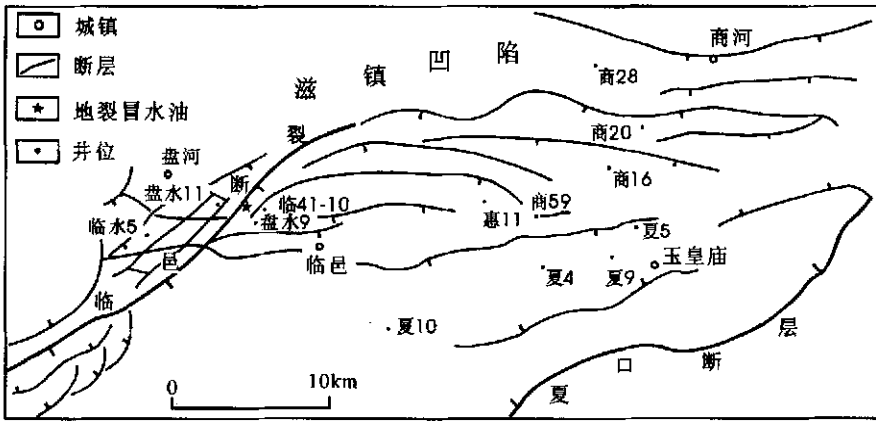 城镇
断层
地裂冒水油
井位
滋镇凹陷
商河
商28
商20
商16
商59
惠11
盘河
盘水11
临水5
临41-10
盘水9
临邑
临邑断裂
夏5
夏4
夏9
玉皇庙
夏10
夏口断层
0
10km